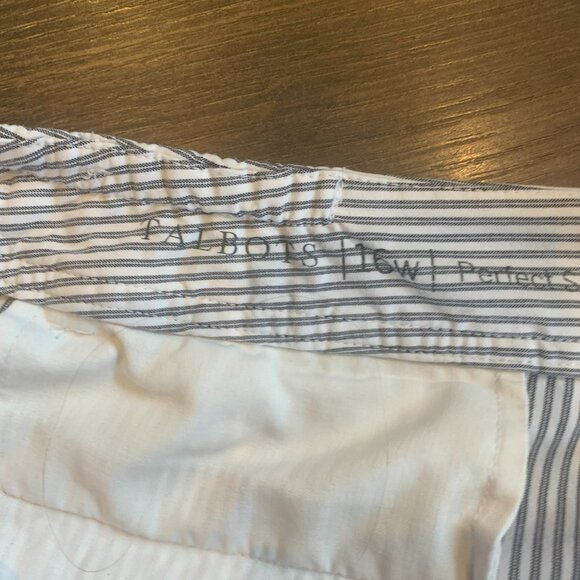 TALBOTS | 16W | Perfect S